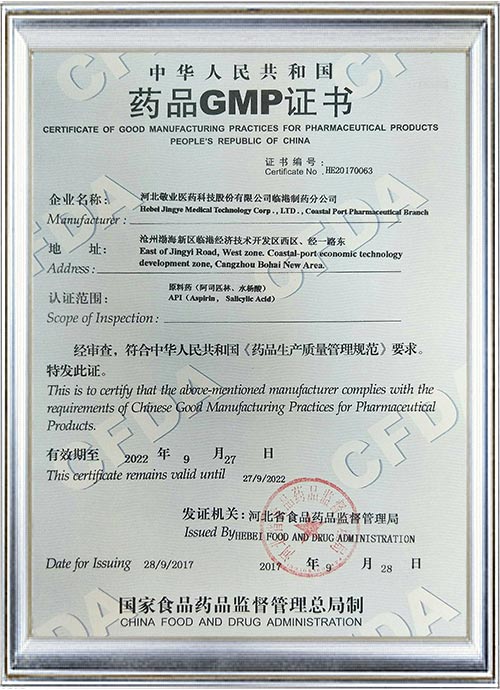 中华人民共和国
药品GMP证书
CERTIFICATE OF GOOD MANUFACTURING PRACTICES FOR PHARMACEUTICAL PRODUCTS
PEOPLE'S REPUBLIC OF CHINA
证书编号:
Certificate No. HE20170063
企业名称: 河北敬业医药科技股份有限公司临港制药分公司
Manufacturer: Hebei Jingye Medical Technology Corp., LTD., Coastal Port Pharmaceutical Branch
地 址: 沧州渤海新区临港经济技术开发区西区、经一路东
East of Jingyi Road, West zone. Coastal-port economic technology
Address: development zone, Cangzhou Bohai New Area.
认证范围: 原料药(阿司匹林、水杨酸)
API (Aspirin, Salicylic Acid)
Scope of Inspection:
经审查,符合中华人民共和国《药品生产质量管理规范》要求。
特发此证。
This is to certify that the above-mentioned manufacturer complies with the
requirements of Chinese Good Manufacturing Practices for Pharmaceutical
Products.
有效期至 2022 年 9 月 27 日
This certificate remains valid until 27/9/2022
发证机关:河北省食品药品监督管理局
Issued By HEBEI FOOD AND DRUG ADMINISTRATION
Date for Issuing 28/9/2017 2017 年 9 月 28 日
国家食品药品监督管理总局制
CHINA FOOD AND DRUG ADMINISTRATION
CFDA
CFDA
CFDA
CFDA
CFDA
CFDA